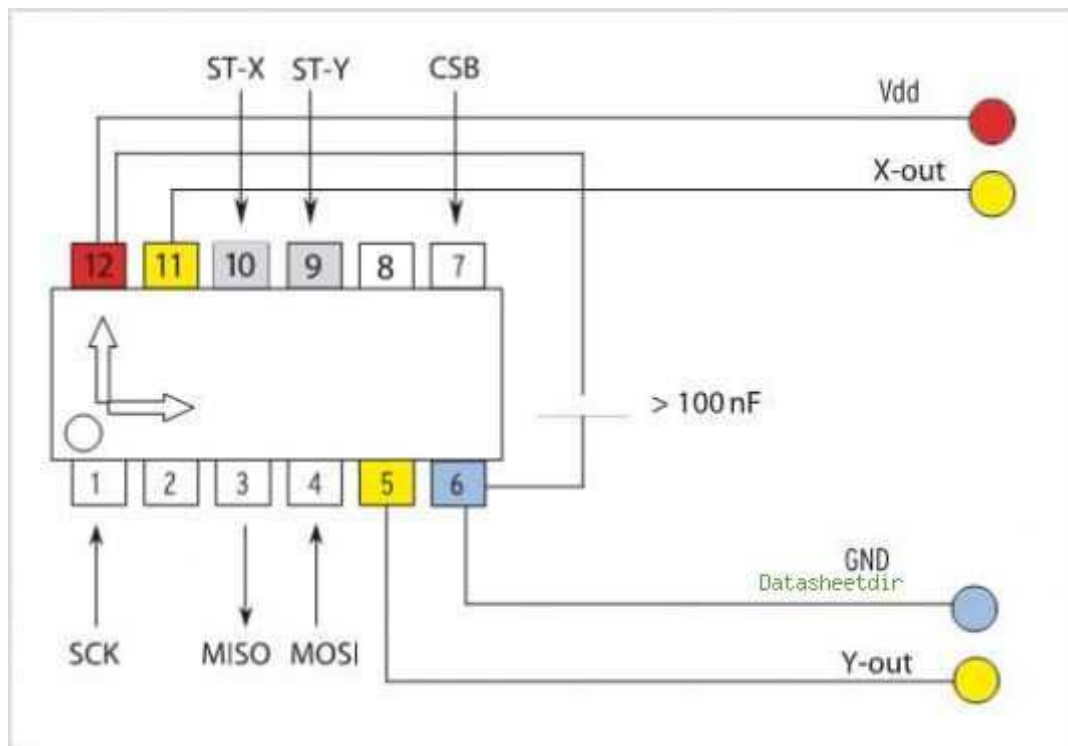 ST-X ST-Y CSB
Vdd
X-out
12 11 10 9 8 7
> 100 nF
1 2 3 4 5 6
GND
Datasheetdir
SCK MISO MOSI
Y-out